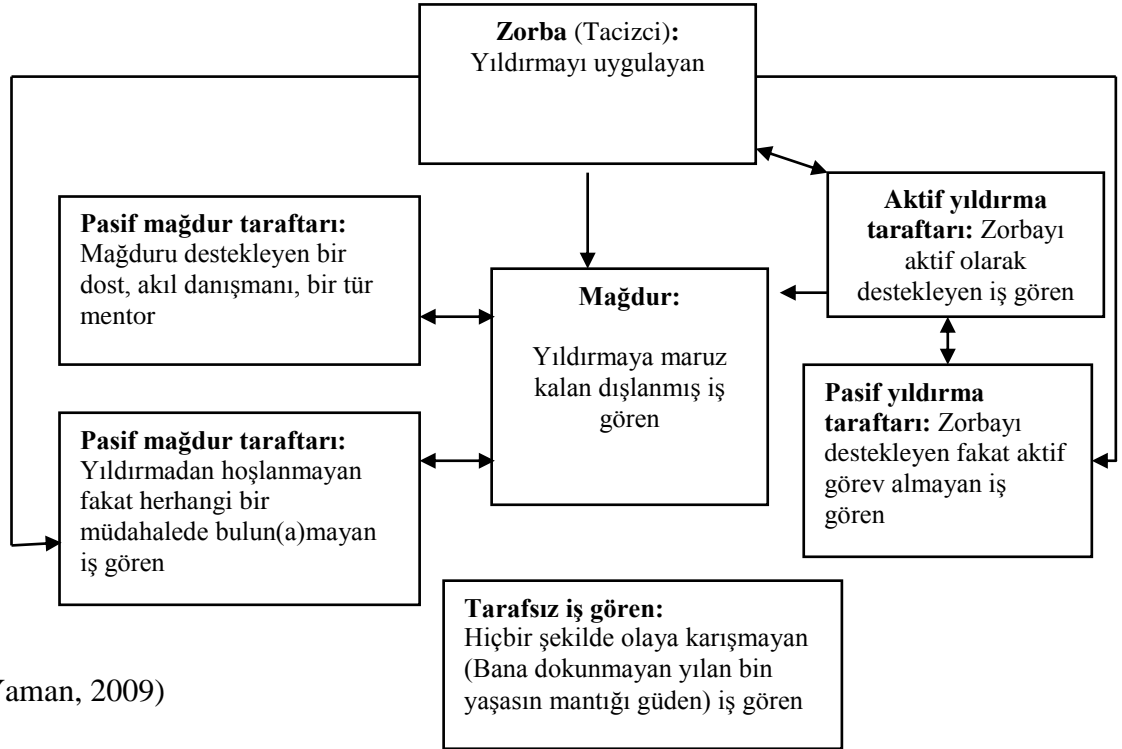 Zorba (Tacizci):
Yıldırmayı uygulayan
Pasif mağdur taraftarı:
Mağduru destekleyen bir
dost, akıl danışmanı, bir tür
mentor
Aktif yıldırma
taraftarı: Zorbayı
aktif olarak
destekleyen iş gören
Mağdur:
Yıldırmaya maruz
kalan dışlanmış iş
gören
Pasif mağdur taraftarı:
Yıldırmadan hoşlanmayan
fakat herhangi bir
müdahalede bulun(a)mayan
iş gören
Pasif yıldırma
taraftarı: Zorbayı
destekleyen fakat aktif
görev almayan iş
gören
Tarafsız iş gören:
Hiçbir şekilde olaya karışmayan
(Bana dokunmayan yılan bin
yaşasın mantığı güden) iş gören
aman, 2009)